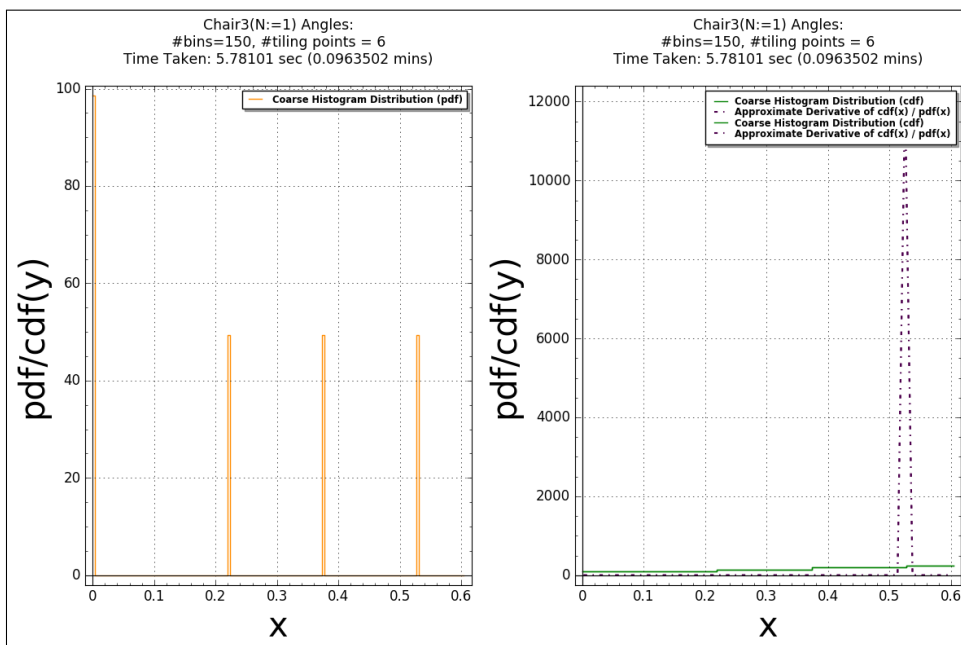 Chair3(N:=1) Angles:
#bins=150, #tiling points = 6
Time Taken: 5.78101 sec (0.0963502 mins)
Coarse Histogram Distribution (pdf)
100
80
60
40
20
0
pdf/cdf(y)
0
0.1
0.2
0.3
0.4
0.5
0.6
x
Chair3(N:=1) Angles:
#bins=150, #tiling points = 6
Time Taken: 5.78101 sec (0.0963502 mins)
Coarse Histogram Distribution (cdf)
Approximate Derivative of cdf(x) / pdf(x)
Coarse Histogram Distribution (cdf)
Approximate Derivative of cdf(x) / pdf(x)
12000
10000
8000
6000
4000
2000
0
pdf/cdf(y)
0
0.1
0.2
0.3
0.4
0.5
0.6
x